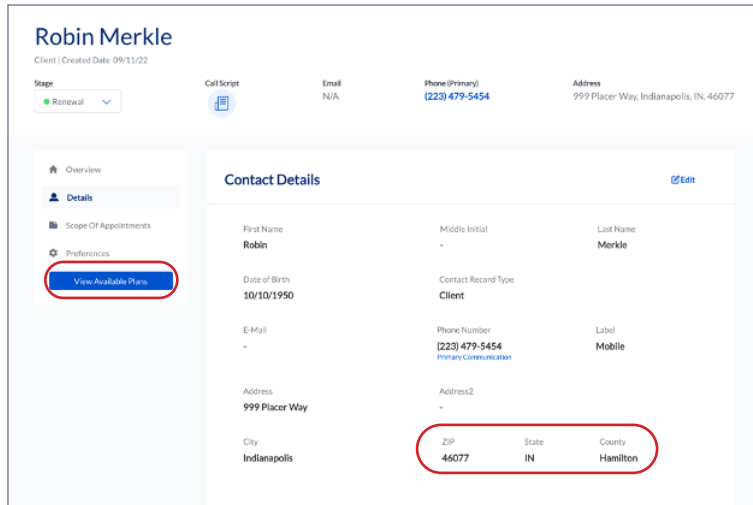 Robin Merkle
Client | Created Date 09/11/22
Stage
Renewal
Call Script
Email
N/A
Phone (Primary)
(223) 479-5454
Address
999 Placer Way, Indianapolis, IN, 46077
Overview
Details
Scope Of Appointments
Preferences
View Available Plans
Contact Details
Edit
First Name
Robin
Middle Initial
-
Last Name
Merkle
Date of Birth
10/10/1950
Contact Record Type
Client
E-Mail
-
Phone Number
(223) 479-5454
Primary Communication
Label
Mobile
Address
999 Placer Way
Address2
-
City
Indianapolis
ZIP
46077
State
IN
County
Hamilton